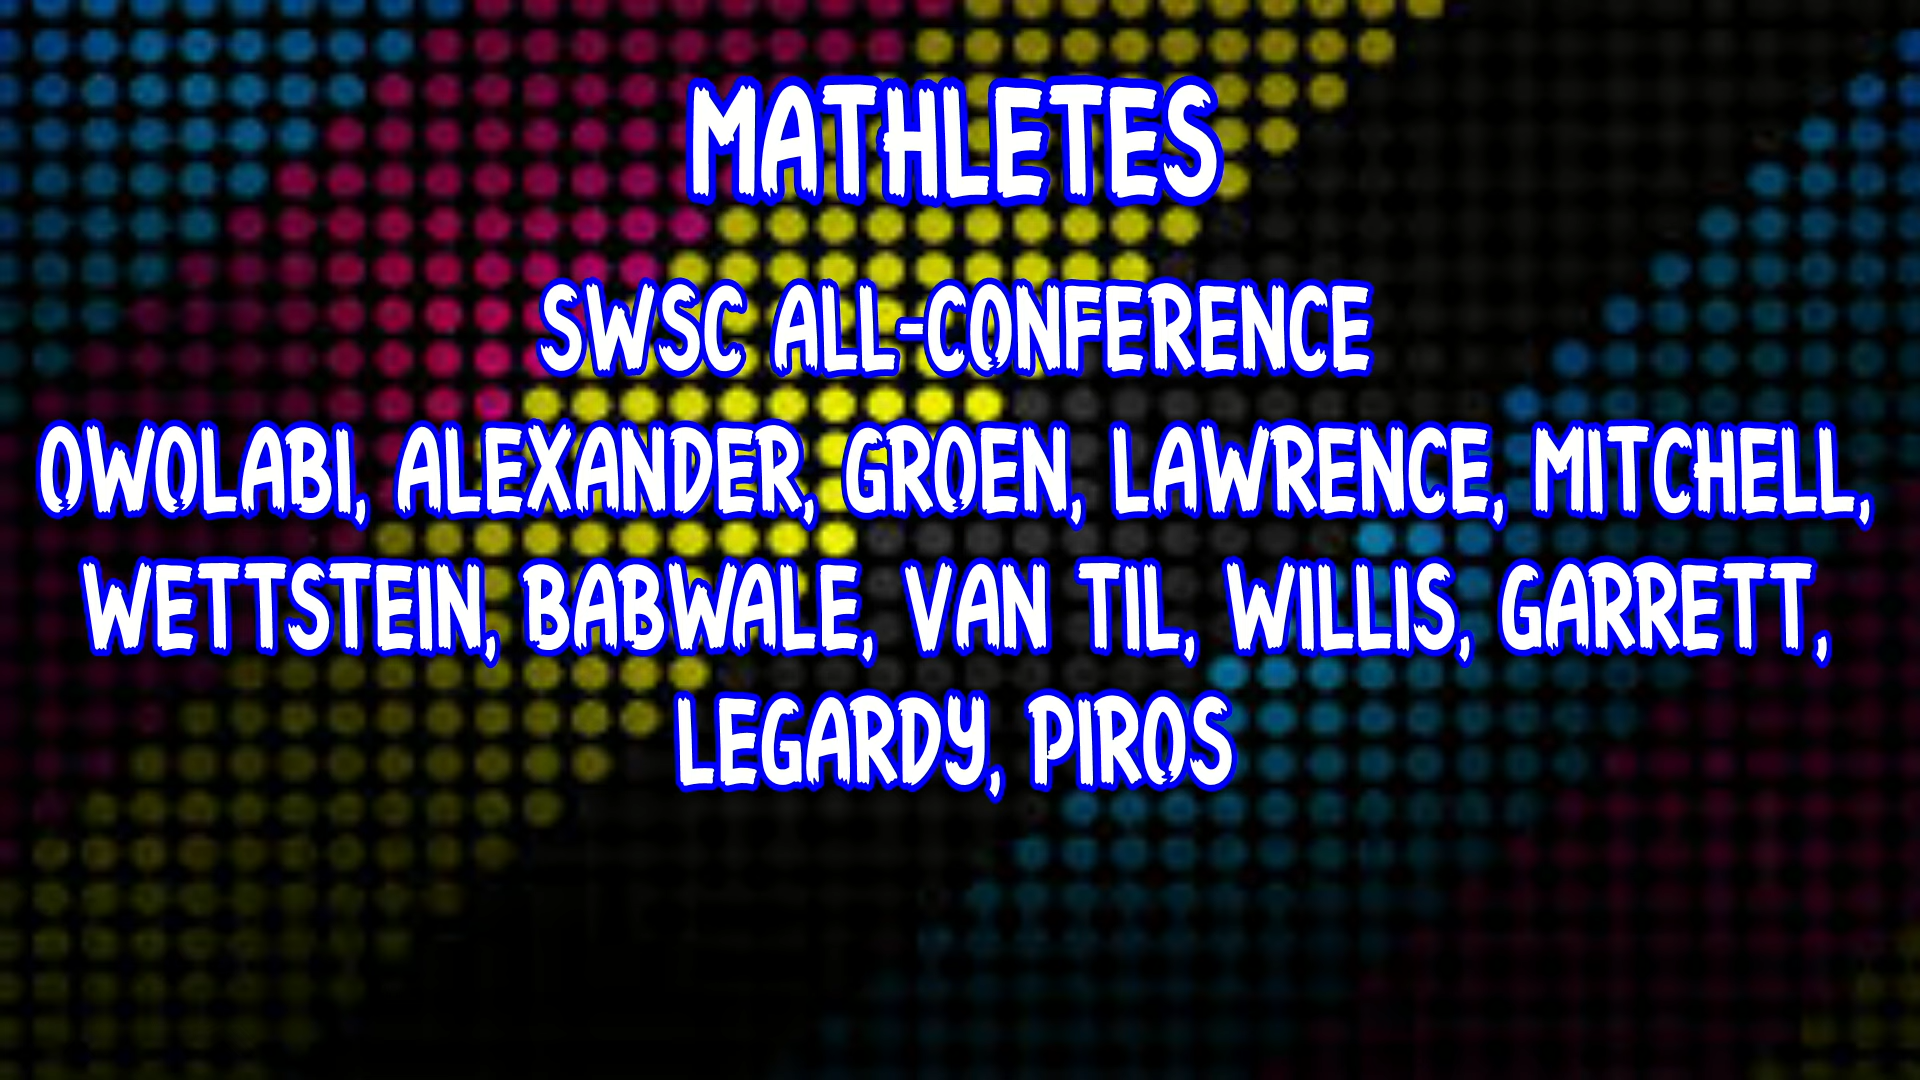 MATHLETES
SWSC ALL-CONFERENCE
OWOLABI, ALEXANDER, GROEN, LAWRENCE, MITCHELL,
WETTSTEIN, BABWALE, VAN TIL, WILLIS, GARRETT,
LEGARDY, PIROS